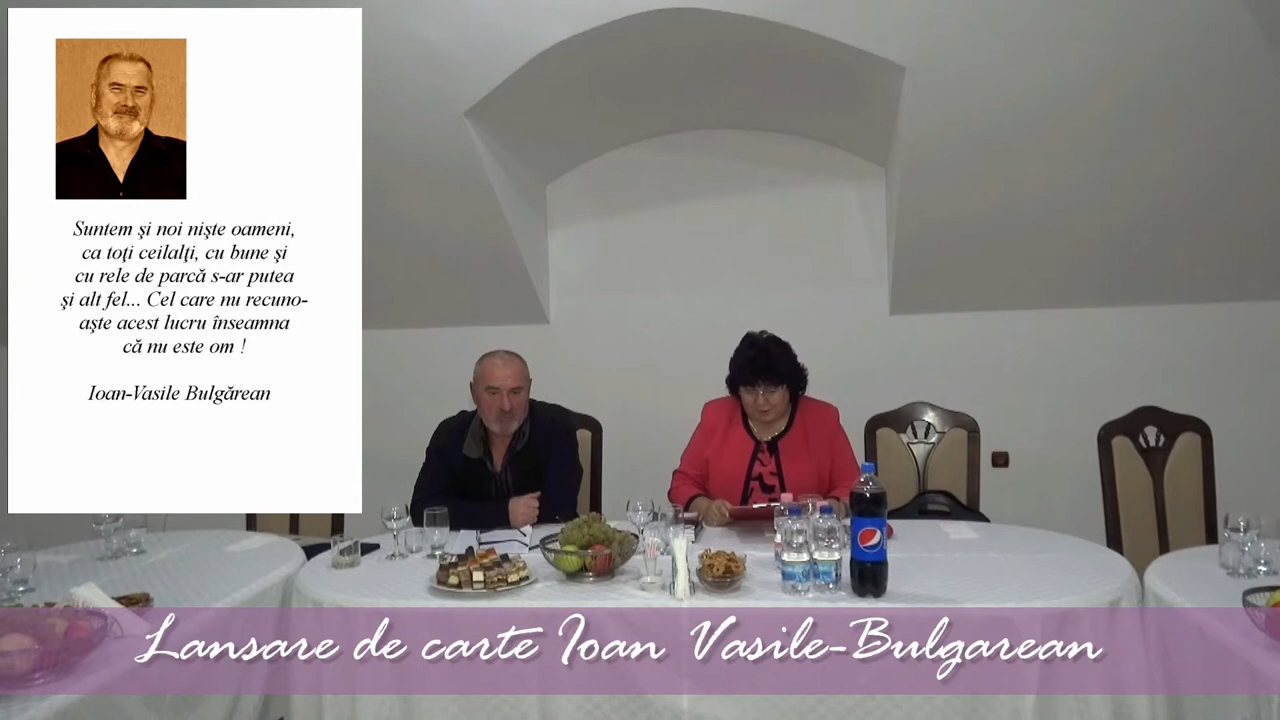 Suntem şi noi nişte oameni,
ca toţi ceilalţi, cu bune şi
cu rele de parcă s-ar putea
şi alt fel... Cel care nu recuno-
aşte acest lucru înseamna
că nu este om !
Ioan-Vasile Bulgărean
Lansare de carte Ioan Vasile-Bulgarean